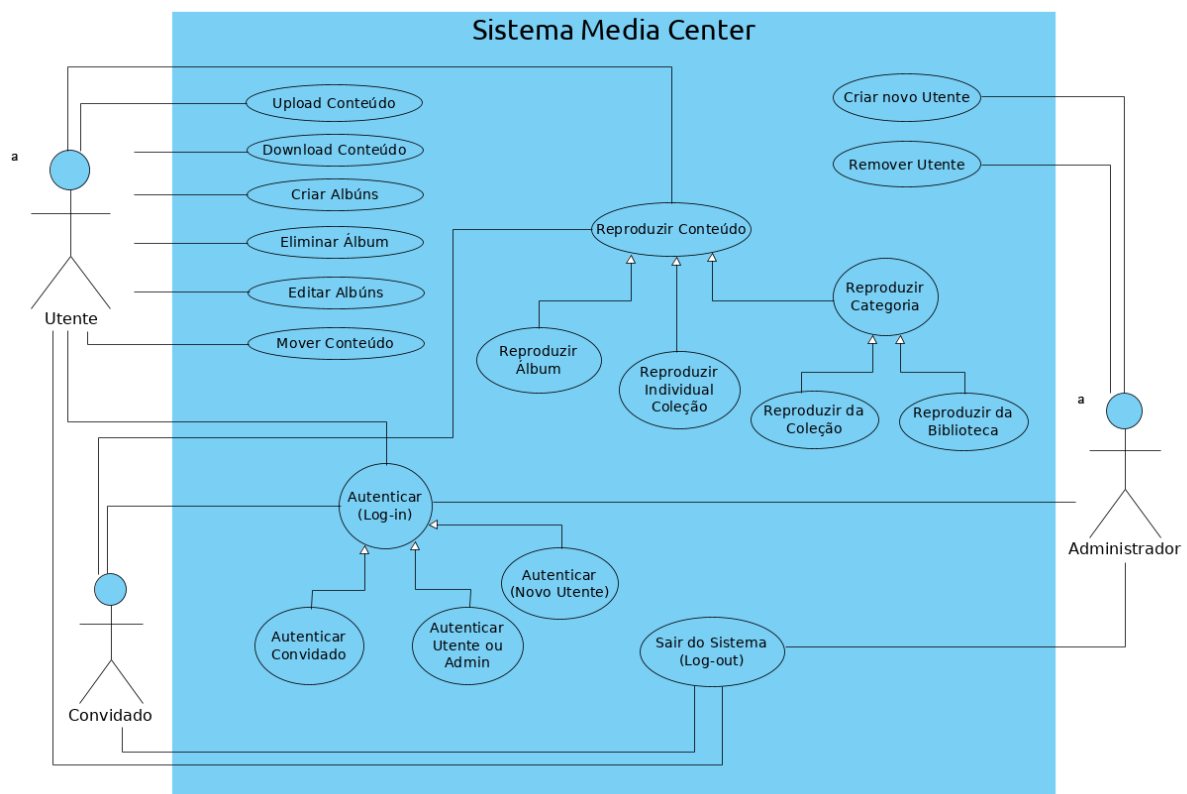 Sistema Media Center
Upload Conteúdo
Criar novo Utente
Download Conteúdo
a
Remover Utente
Criar Albúns
Reproduzir Conteúdo
Eliminar Álbum
Editar Albúns
Reproduzir
Categoria
Utente
Mover Conteúdo
Reproduzir
Álbum
Reproduzir
Individual
Coleção
a
Reproduzir da
Coleção
Reproduzir da
Biblioteca
Autenticar
(Log-in)
Administrador
Autenticar
(Novo Utente)
Autenticar
Convidado
Autenticar
Utente ou
Admin
Sair do Sistema
(Log-out)
Convidado